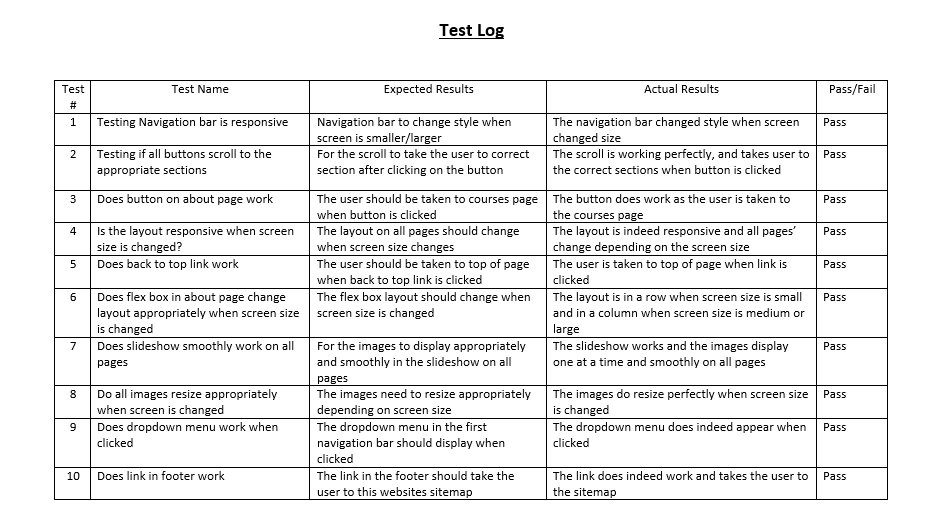 Test Log
Test
#
Test Name
Expected Results
Actual Results
Pass/Fail
1
Testing Navigation bar is responsive
Navigation bar to change style when
screen is smaller/larger
The navigation bar changed style when screen
changed size
Pass
2
Testing if all buttons scroll to the
appropriate sections
For the scroll to take the user to correct
section after clicking on the button
The scroll is working perfectly, and takes user to
the correct sections when button is clicked
Pass
3
Does button on about page work
The user should be taken to courses page
when button is clicked
The button does work as the user is taken to
the courses page
Pass
4
Is the layout responsive when screen
size is changed?
The layout on all pages should change
when screen size changes
The layout is indeed responsive and all pages’
change depending on the screen size
Pass
5
Does back to top link work
The user should be taken to top of page
when back to top link is clicked
The user is taken to top of page when link is
clicked
Pass
6
Does flex box in about page change
layout appropriately when screen size
is changed
The flex box layout should change when
screen size is changed
The layout is in a row when screen size is small
and in a column when screen size is medium or
large
Pass
7
Does slideshow smoothly work on all
pages
For the images to display appropriately
and smoothly in the slideshow on all
pages
The slideshow works and the images display
one at a time and smoothly on all pages
Pass
8
Do all images resize appropriately
when screen is changed
The images need to resize appropriately
depending on screen size
The images do resize perfectly when screen size
is changed
Pass
9
Does dropdown menu work when
clicked
The dropdown menu in the first
navigation bar should display when
clicked
The dropdown menu does indeed appear when
clicked
Pass
10
Does link in footer work
The link in the footer should take the
user to this websites sitemap
The link does indeed work and takes the user to
the sitemap
Pass